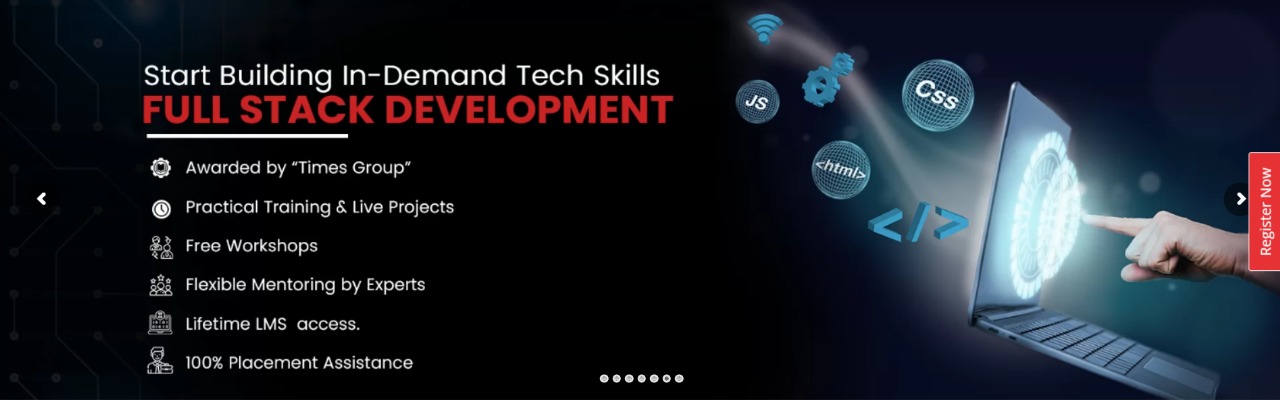 Start Building In-Demand Tech Skills
FULL STACK DEVELOPMENT
Awarded by “Times Group”
Practical Training & Live Projects
Free Workshops
Flexible Mentoring by Experts
Lifetime LMS access.
100% Placement Assistance
JS
Css
<html>
</>
Register Now